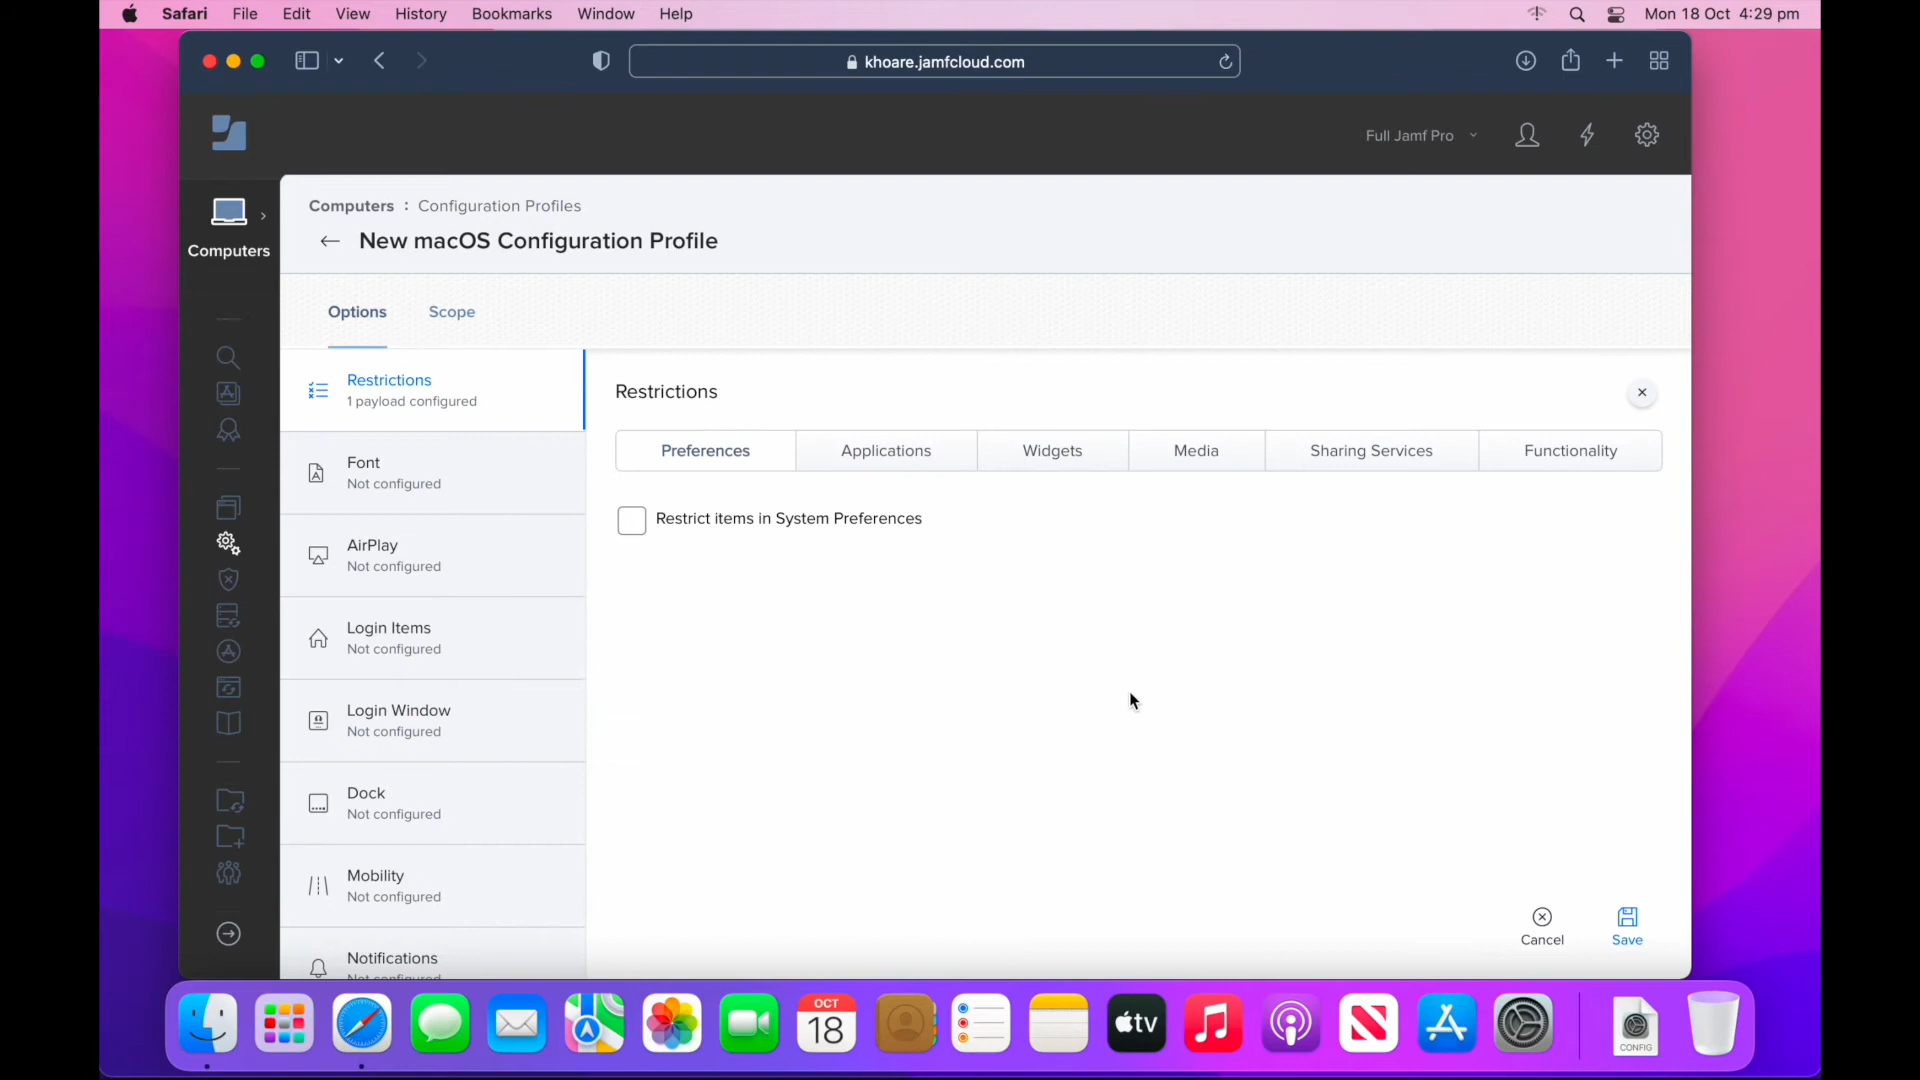 Safari File Edit View History Bookmarks Window Help Mon 18 Oct 4:29 pm
khoare.jamfcloud.com
Full Jamf Pro
Computers
Computers : Configuration Profiles
New macOS Configuration Profile
Options Scope
Restrictions
1 payload configured
Font
Not configured
AirPlay
Not configured
Login Items
Not configured
Login Window
Not configured
Dock
Not configured
Mobility
Not configured
Notifications
Not configured
Restrictions
Preferences Applications Widgets Media Sharing Services Functionality
Restrict items in System Preferences
Cancel Save
OCT
18
tv
CONFIG